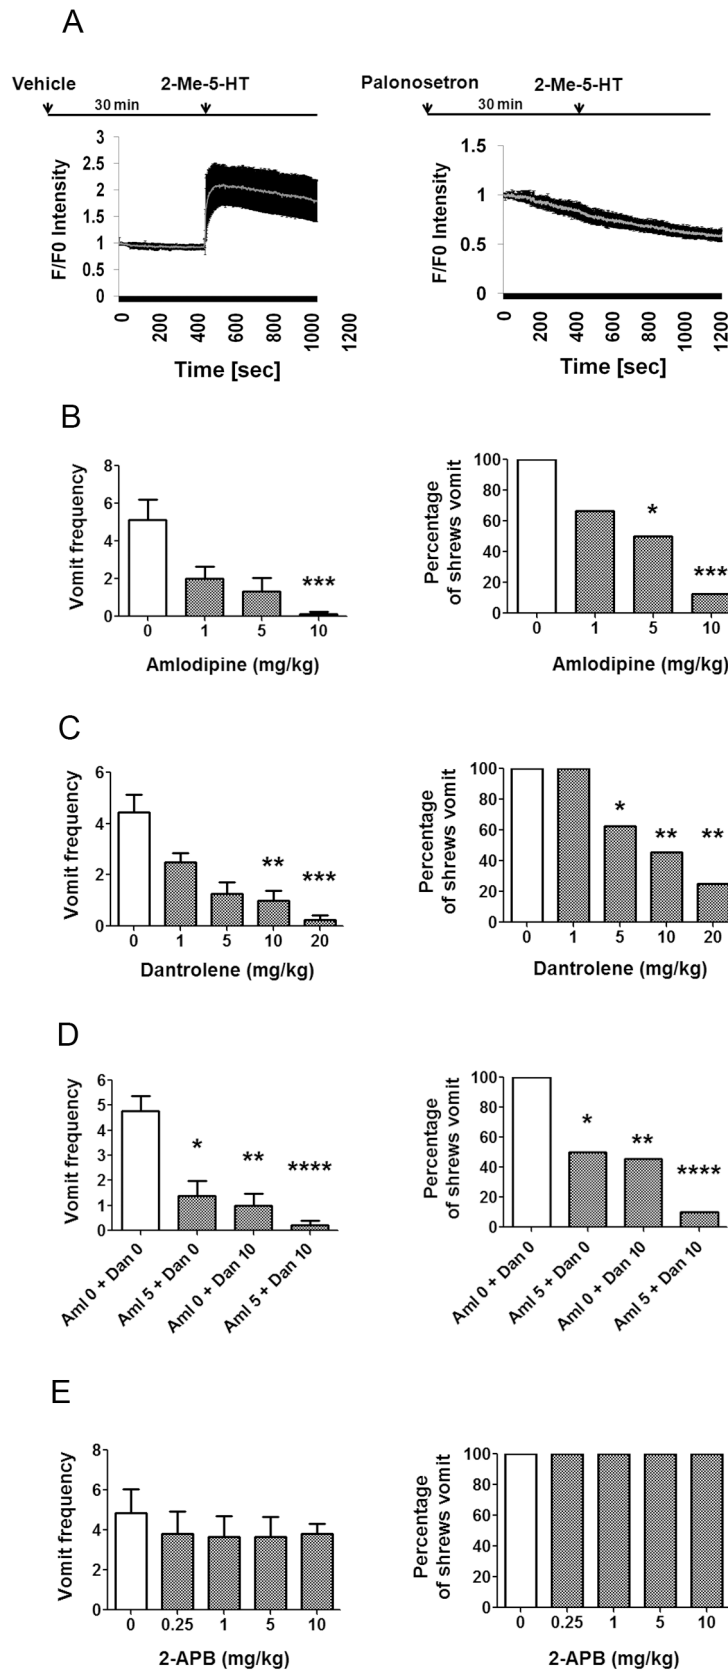 A
Vehicle 2-Me-5-HT
30 min
Palonosetron 2-Me-5-HT
30 min
F/F0 Intensity
3
2.5
2
1.5
1
0.5
0
0 200 400 600 800 1000 1200
Time [sec]
F/F0 Intensity
1.5
1
0.5
0
0 200 400 600 800 1000 1200
Time [sec]
B
Vomit frequency
8
6
4
2
0
***
0 1 5 10
Amlodipine (mg/kg)
Percentage
of shrews vomit
100
80
60
40
20
0
*
***
0 1 5 10
Amlodipine (mg/kg)
C
Vomit frequency
6
4
2
0
** ***
0 1 5 10 20
Dantrolene (mg/kg)
Percentage
of shrews vomit
100
80
60
40
20
0
* ** **
0 1 5 10 20
Dantrolene (mg/kg)
D
Vomit frequency
6
5
4
3
2
1
0
* ** ****
Aml 0 + Dan 0
Aml 5 + Dan 0
Aml 0 + Dan 10
Aml 5 + Dan 10
Percentage
of shrews vomit
100
80
60
40
20
0
* ** ****
Aml 0 + Dan 0
Aml 5 + Dan 0
Aml 0 + Dan 10
Aml 5 + Dan 10
E
Vomit frequency
8
6
4
2
0
0 0.25 1 5 10
2-APB (mg/kg)
Percentage
of shrews vomit
100
80
60
40
20
0
0 0.25 1 5 10
2-APB (mg/kg)